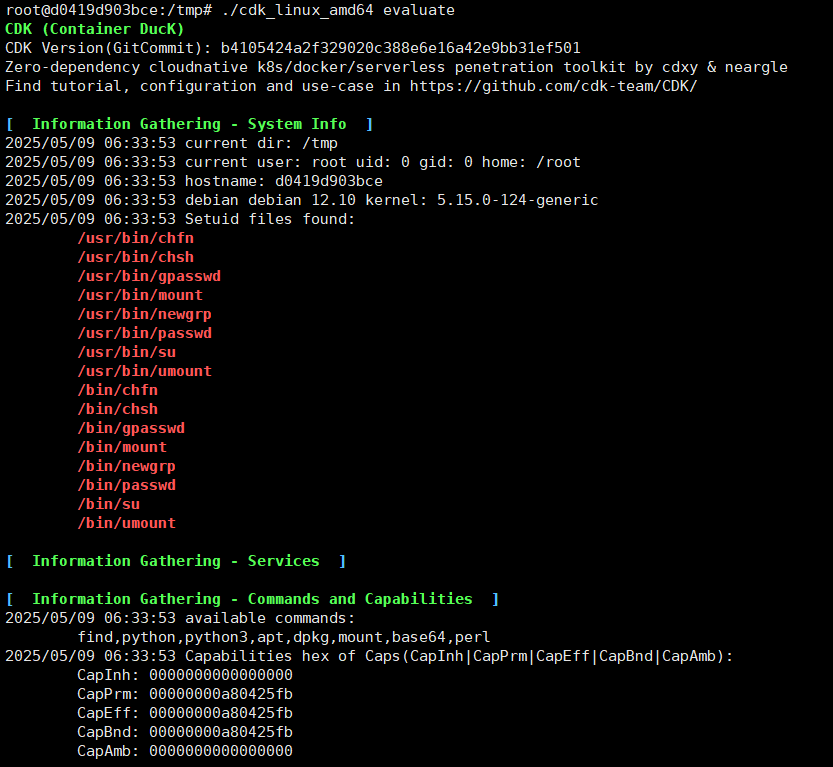 root@d0419d903bce:/tmp# ./cdk_linux_amd64 evaluate
CDK (Container DucK)
CDK Version(GitCommit): b4105424a2f329020c388e6e16a42e9bb31ef501
Zero-dependency cloudnative k8s/docker/serverless penetration toolkit by cdxy & neargle
Find tutorial, configuration and use-case in https://github.com/cdk-team/CDK/
[  Information Gathering - System Info  ]
2025/05/09 06:33:53 current dir: /tmp
2025/05/09 06:33:53 current user: root uid: 0 gid: 0 home: /root
2025/05/09 06:33:53 hostname: d0419d903bce
2025/05/09 06:33:53 debian debian 12.10 kernel: 5.15.0-124-generic
2025/05/09 06:33:53 Setuid files found:
/usr/bin/chfn
/usr/bin/chsh
/usr/bin/gpasswd
/usr/bin/mount
/usr/bin/newgrp
/usr/bin/passwd
/usr/bin/su
/usr/bin/umount
/bin/chfn
/bin/chsh
/bin/gpasswd
/bin/mount
/bin/newgrp
/bin/passwd
/bin/su
/bin/umount
[  Information Gathering - Services  ]
[  Information Gathering - Commands and Capabilities  ]
2025/05/09 06:33:53 available commands:
find,python,python3,apt,dpkg,mount,base64,perl
2025/05/09 06:33:53 Capabilities hex of Caps(CapInh|CapPrm|CapEff|CapBnd|CapAmb):
CapInh: 0000000000000000
CapPrm: 00000000a80425fb
CapEff: 00000000a80425fb
CapBnd: 00000000a80425fb
CapAmb: 0000000000000000